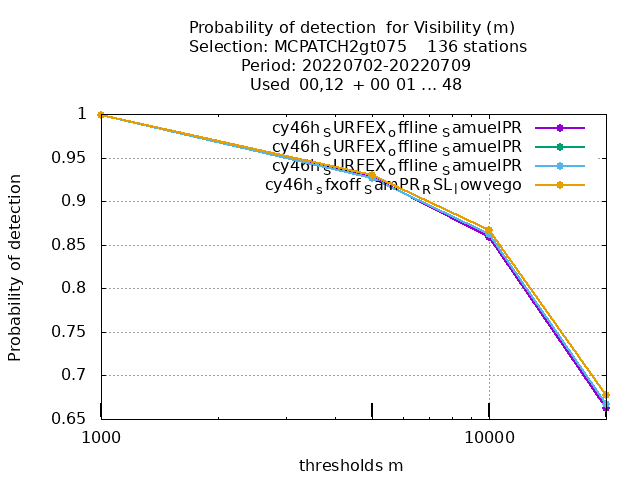 Probability of detection for Visibility (m)
Selection: MCPATCH2gt075 136 stations
Period: 20220702-20220709
Used 00,12 + 00 01 ... 48
cy46h_SURFEX_offline_SamuelPR
cy46h_SURFEX_offline_SamuelPR
cy46h_SURFEX_offline_SamuelPR
cy46h_sfxoff_SamPR_RSL_lowvego
1
0.95
0.9
0.85
0.8
0.75
0.7
0.65
Probability of detection
1000 10000
thresholds m